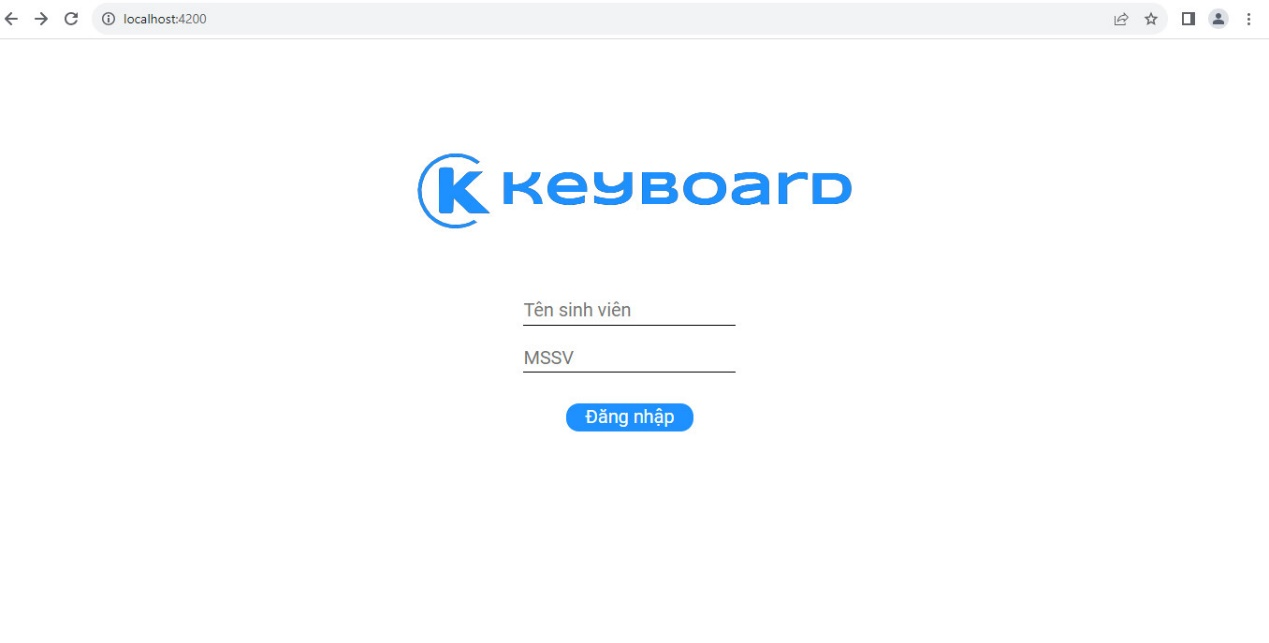 localhost:4200
K KEYBOARD
Tên sinh viên
MSSV
Đăng nhập